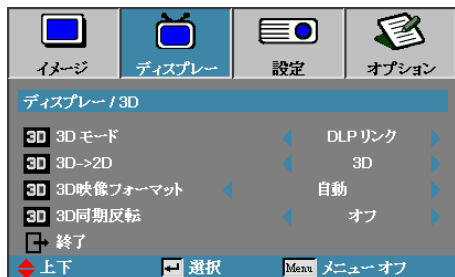 イメージ ディスプレー 設定 オプション
ディスプレー / 3D
3D 3D モード DLP リンク
3D 3D->2D 3D
3D 3D映像フォーマット 自動
3D 3D同期反転 オフ
終了
上下 選択 Menu メニューオフ